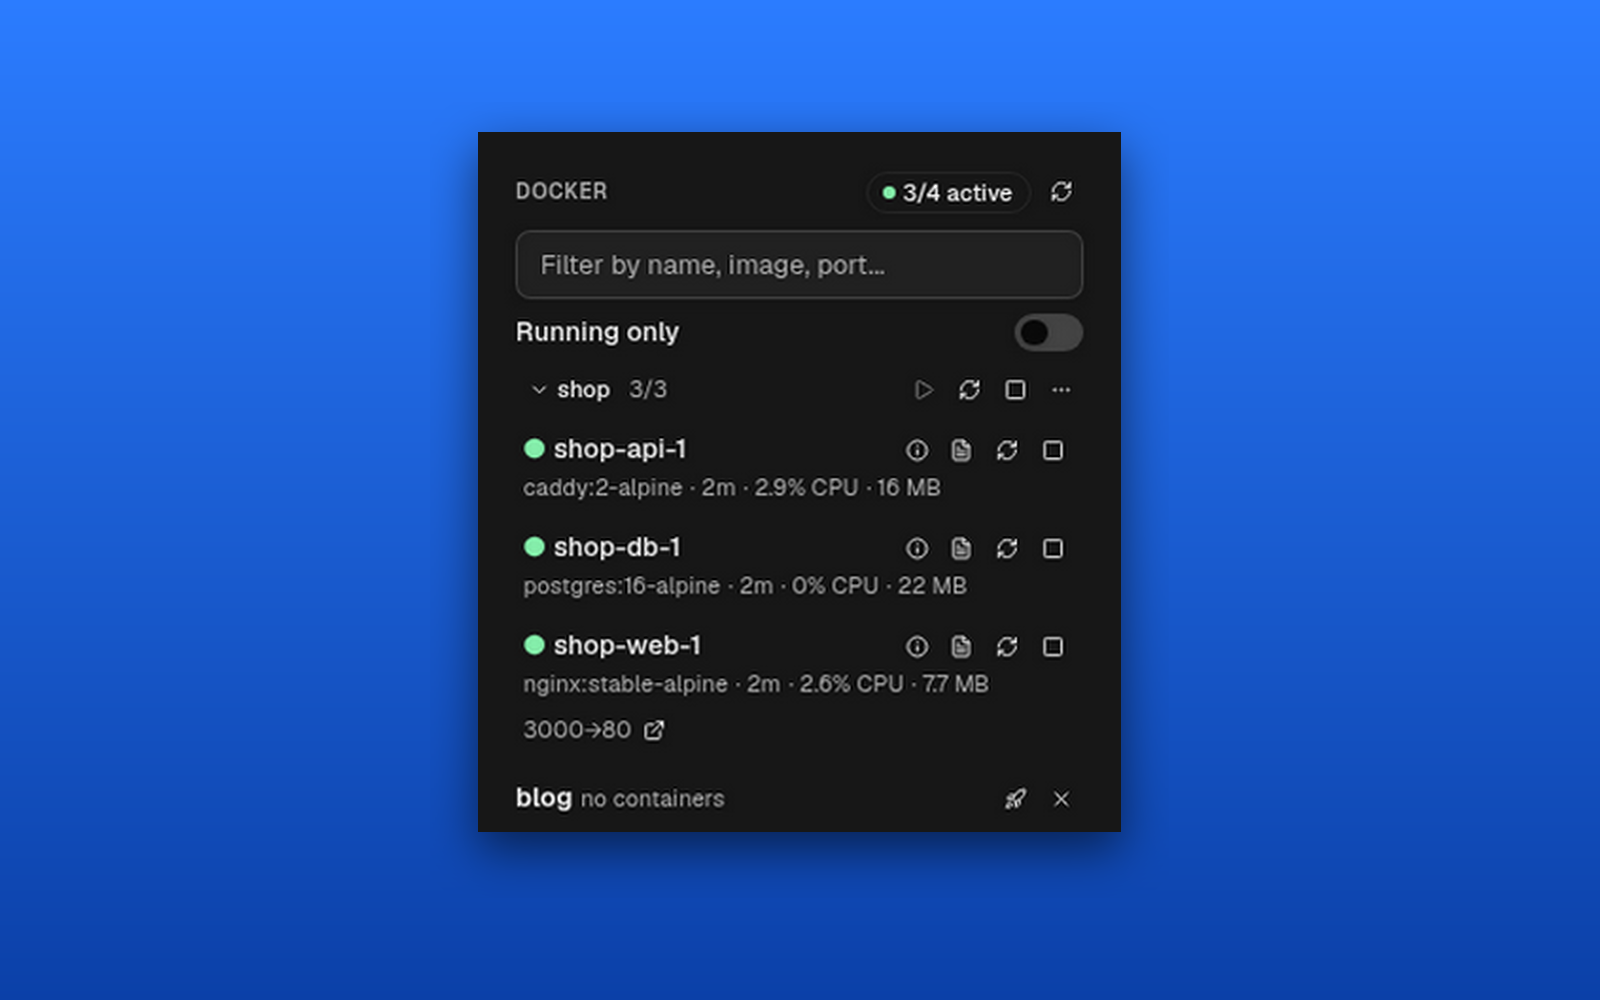 DOCKER
3/4 active
Filter by name, image, port...
Running only
shop 3/3
shop-api-1
caddy:2-alpine · 2m · 2.9% CPU · 16 MB
shop-db-1
postgres:16-alpine · 2m · 0% CPU · 22 MB
shop-web-1
nginx:stable-alpine · 2m · 2.6% CPU · 7.7 MB
3000→80
blog no containers